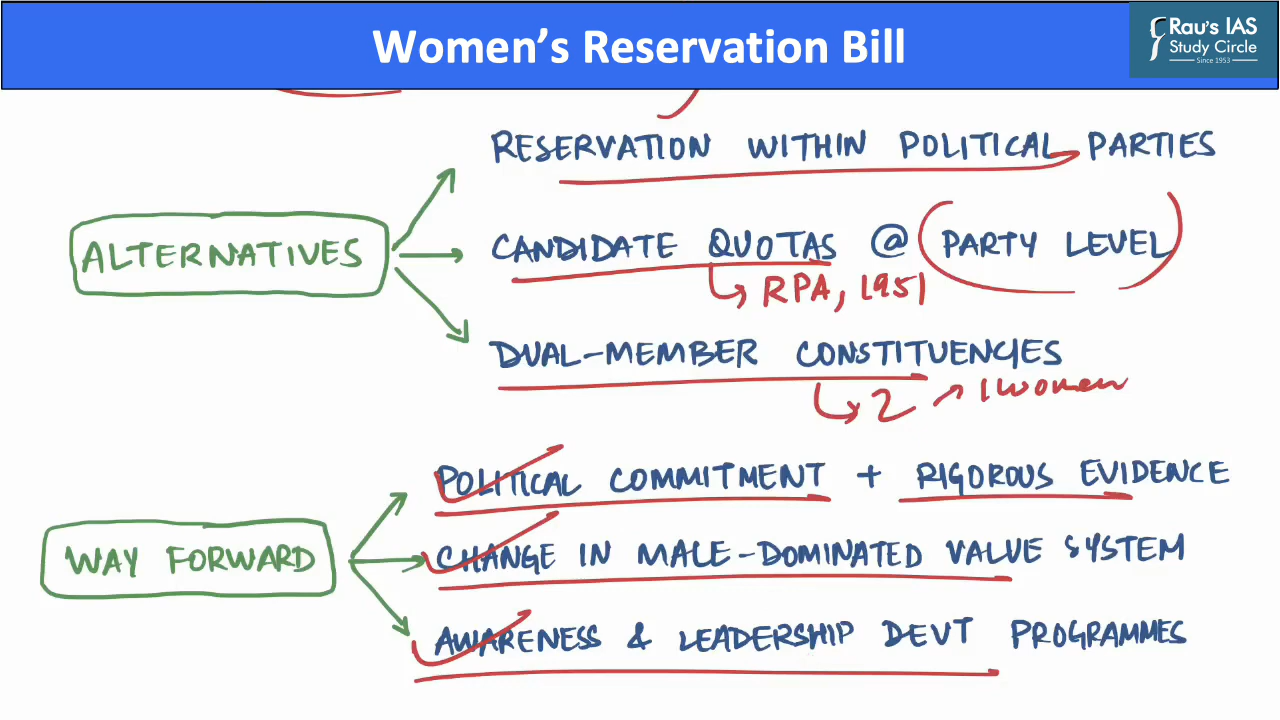 Women's Reservation Bill
Rau's IAS
Study Circle
Since 1953
ALTERNATIVES
RESERVATION WITHIN POLITICAL PARTIES
CANDIDATE QUOTAS @ PARTY LEVEL
RPA, 1951
DUAL-MEMBER CONSTITUENCIES
2 1 women
WAY FORWARD
POLITICAL COMMITMENT + RIGOROUS EVIDENCE
CHANGE IN MALE-DOMINATED VALUE SYSTEM
AWARENESS & LEADERSHIP DEVT PROGRAMMES